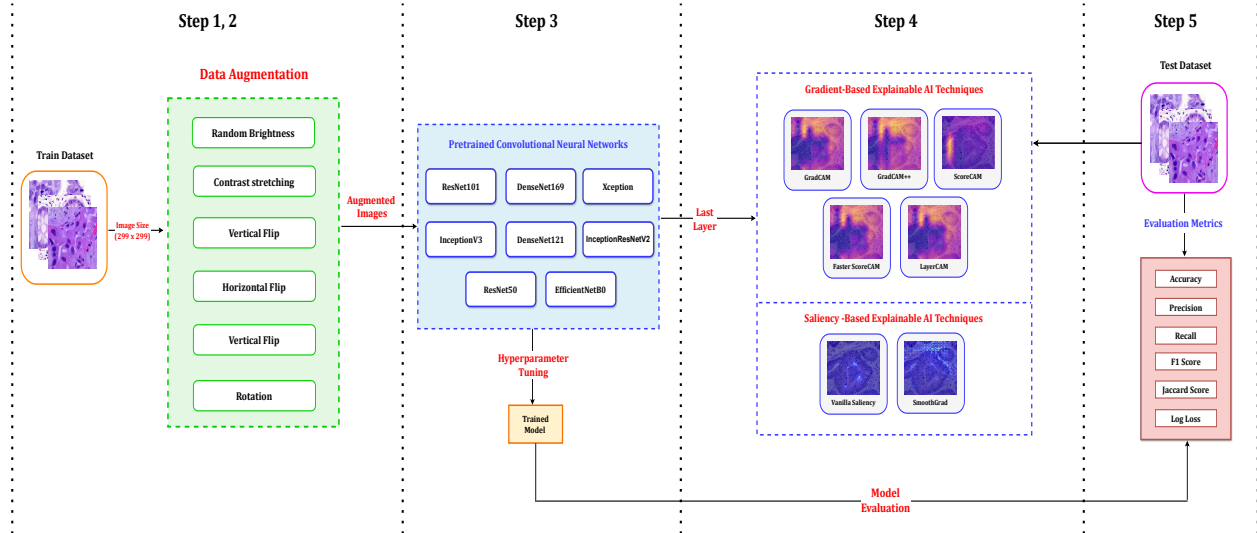 Step 1, 2
Step 3
Step 4
Step 5
Train Dataset
Image Size
(299 x 299)
Data Augmentation
Random Brightness
Contrast stretching
Vertical Flip
Horizontal Flip
Vertical Flip
Rotation
Augmented
Images
Pretrained Convolutional Neural Networks
ResNet101
DenseNet169
Xception
InceptionV3
DenseNet121
InceptionResNetV2
ResNet50
EfficientNetB0
Hyperparameter
Tuning
Trained
Model
Last
Layer
Gradient-Based Explainable AI Techniques
GradCAM
GradCAM++
ScoreCAM
Faster ScoreCAM
LayerCAM
Saliency -Based Explainable AI Techniques
Vanilla Saliency
SmoothGrad
Model
Evaluation
Test Dataset
Evaluation Metrics
Accuracy
Precision
Recall
F1 Score
Jaccard Score
Log Loss